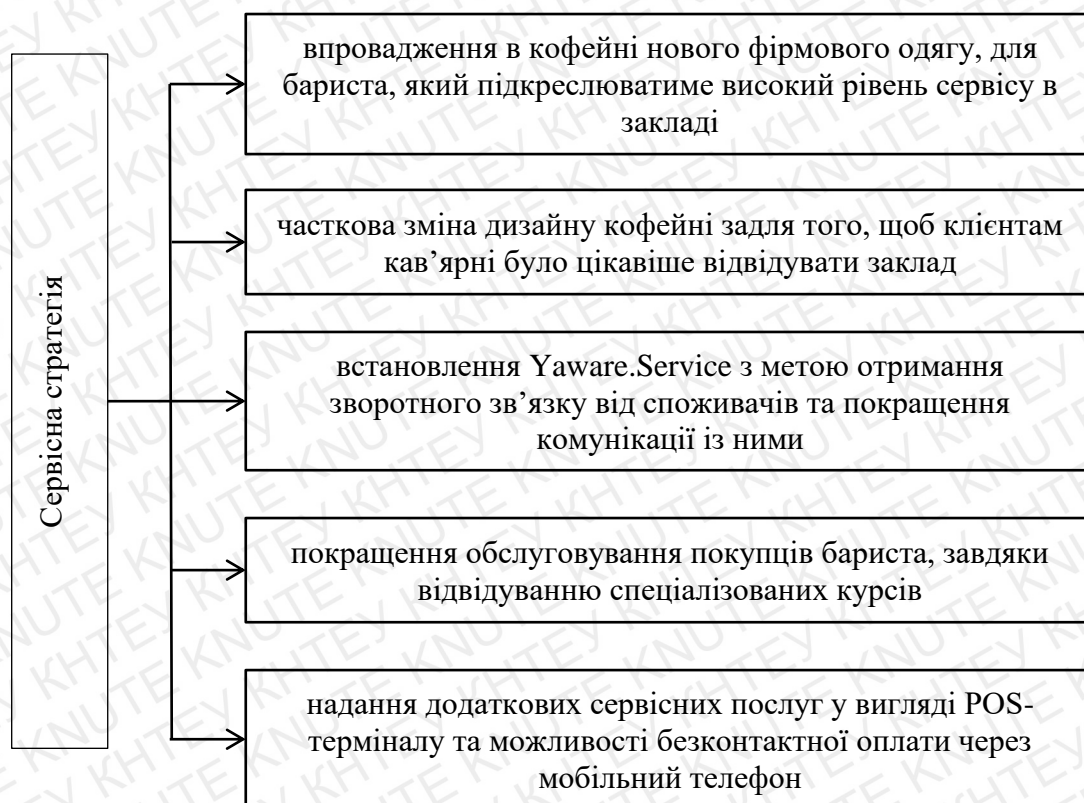 Сервісна стратегія
впровадження в кофейні нового фірмового одягу, для
бариста, який підкреслюватиме високий рівень сервісу в
закладі
часткова зміна дизайну кофейні задля того, щоб клієнтам
кав’ярні було цікавіше відвідувати заклад
встановлення Yaware.Service з метою отримання
зворотного зв’язку від споживачів та покращення
комунікації із ними
покращення обслуговування покупців бариста, завдяки
відвідуванню спеціалізованих курсів
надання додаткових сервісних послуг у вигляді POS-
терміналу та можливості безконтактної оплати через
мобільний телефон